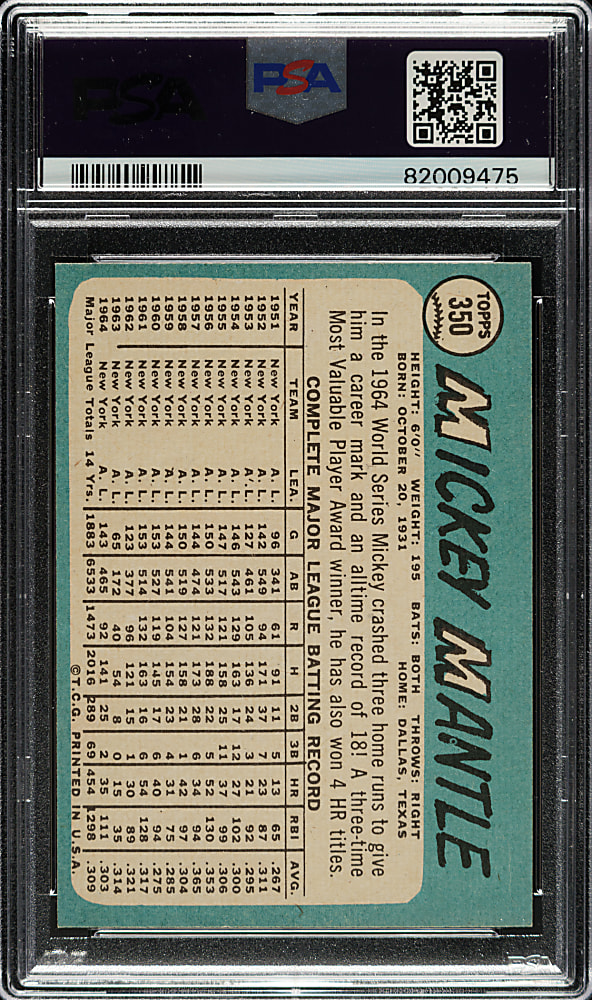 PSA
PSA
82009475
TOPPS
350
MICKEY MANTLE
HEIGHT: 6'0" WEIGHT: 195 BATS: BOTH THROWS: RIGHT
BORN: OCTOBER 20, 1931 HOME: DALLAS, TEXAS
In the 1964 World Series Mickey crashed three home runs to give
him a career mark and an alltime record of 18! A three-time
Most Valuable Player Award winner, he has also won 4 HR titles.
COMPLETE MAJOR LEAGUE BATTING RECORD
YEAR TEAM LEA. G AB R H 2B 3B HR RBI AVG.
1951 New York A. L. 96 341 61 91 11 5 13 65 .267
1952 New York A. L. 142 549 94 171 37 7 23 87 .311
1953 New York A. L. 127 461 105 136 24 3 21 92 .295
1954 New York A. L. 146 543 129 163 17 12 27 102 .300
1955 New York A. L. 147 517 121 158 25 11 37 99 .306
1956 New York A. L. 150 533 132 188 22 5 52 130 .353
1957 New York A. L. 144 474 121 173 28 6 34 94 .365
1958 New York A. L. 150 519 127 158 21 1 42 97 .304
1959 New York A. L. 144 541 104 154 23 4 31 75 .285
1960 New York A. L. 153 527 119 145 17 6 40 94 .274
1961 New York A. L. 153 514 132 163 16 6 54 128 .317
1962 New York A. L. 123 377 96 121 15 1 30 89 .321
1963 New York A. L. 65 172 40 54 8 0 15 35 .314
1964 New York A. L. 143 465 92 141 25 2 35 111 .303
Major League Totals 14 Yrs. 1883 6533 1473 2016 289 69 454 1298 .309
©T.C.G. PRINTED IN U.S.A.
PSA